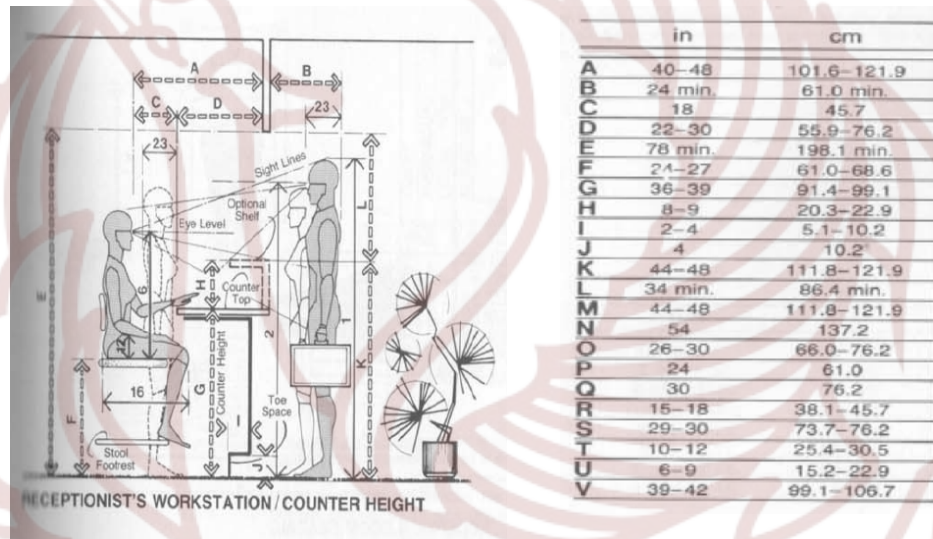 A
B
C
D
23
23
Sight Lines
Optional
Shelf
Eye Level
L
E
H
Counter
Top
6
2
1
K
12
G
Counter Height
16
F
Toe
Space
I
J
Stool
Footrest
RECEPTIONIST'S WORKSTATION / COUNTER HEIGHT
in cm
A 40–48 101.6–121.9
B 24 min. 61.0 min.
C 18 45.7
D 22–30 55.9–76.2
E 78 min. 198.1 min.
F 24–27 61.0–68.6
G 36–39 91.4–99.1
H 8–9 20.3–22.9
I 2–4 5.1–10.2
J 4 10.2
K 44–48 111.8–121.9
L 34 min. 86.4 min.
M 44–48 111.8–121.9
N 54 137.2
O 26–30 66.0–76.2
P 24 61.0
Q 30 76.2
R 15–18 38.1–45.7
S 29–30 73.7–76.2
T 10–12 25.4–30.5
U 6–9 15.2–22.9
V 39–42 99.1–106.7